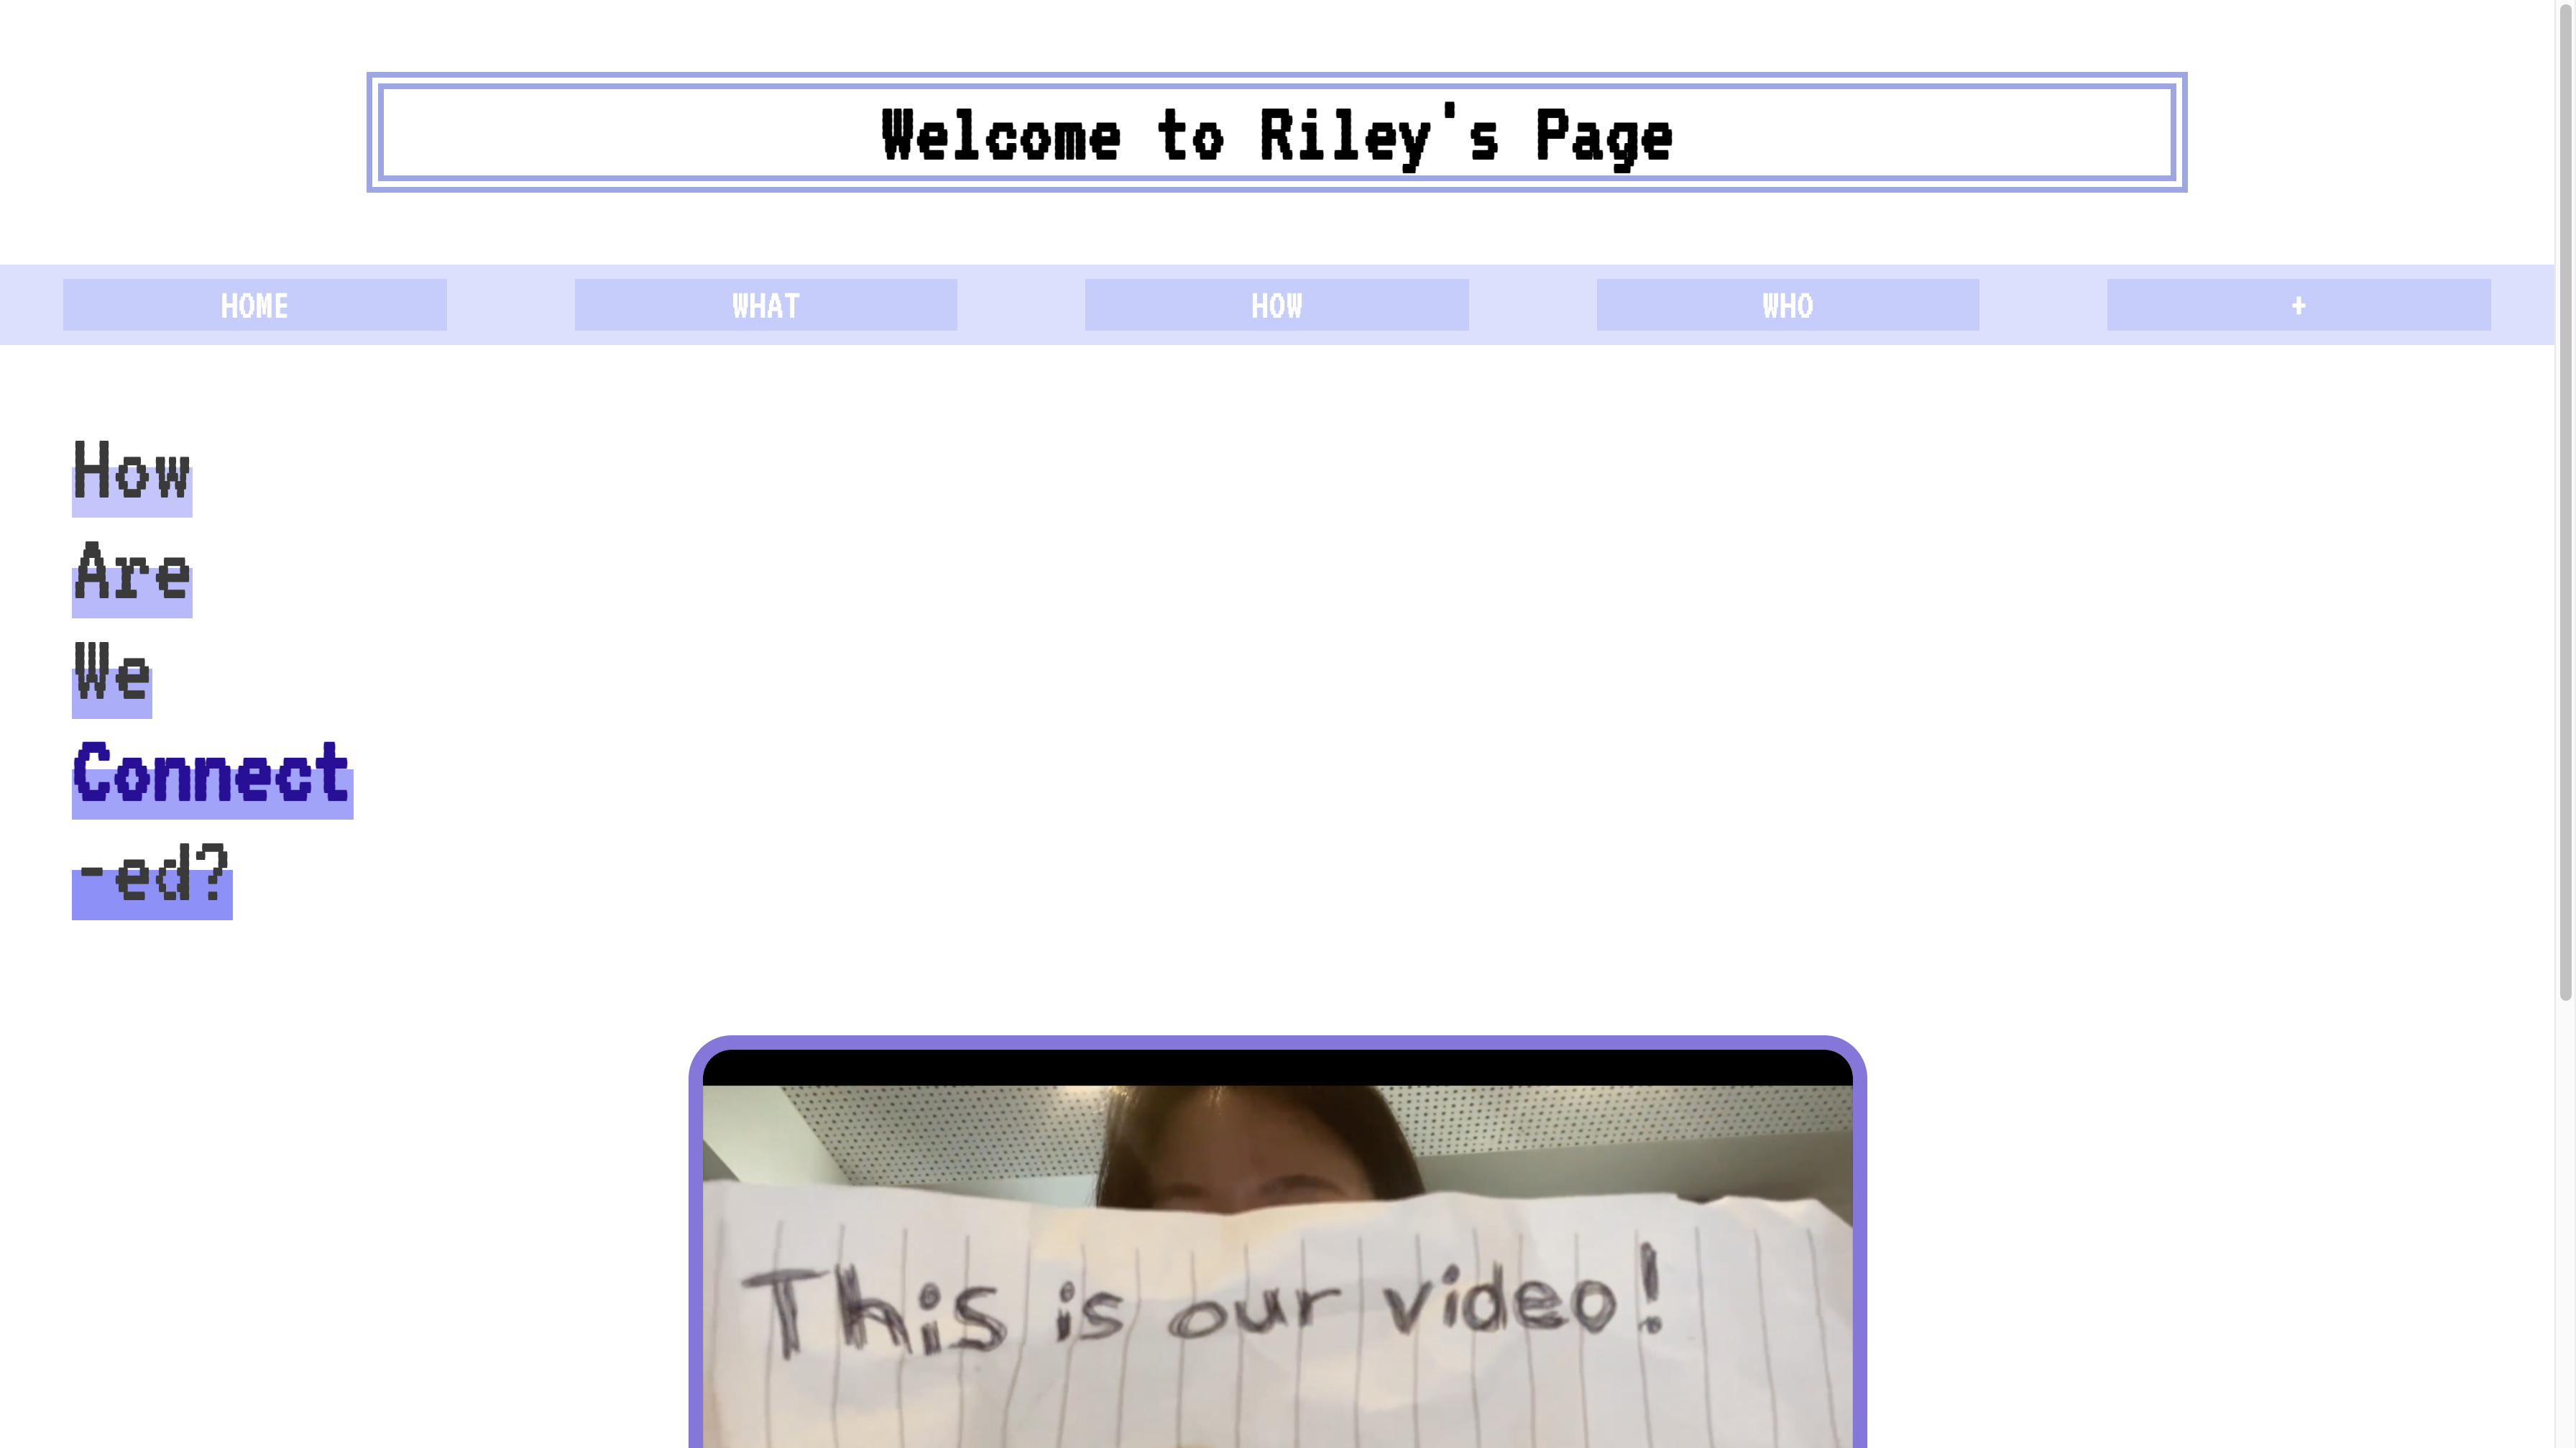 Welcome to Riley's Page
HOME WHAT HOW WHO +
How
Are
We
Connect
-ed?
This is our video!